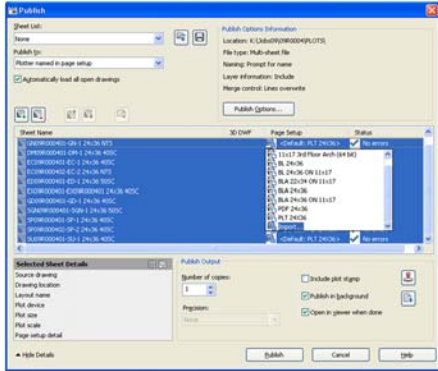 Publish
Sheet List:
None
Publish to:
Plotter named in page setup
Automatically load all open drawings
Publish Options Information
Location: K:\Jobs09\09R0004\PLOTS\
File type: Multi-sheet file
Naming: Prompt for name
Layer information: Include
Merge control: Lines overwrite
Publish Options...
Sheet Name
3D DWF
Page Setup
Status
<Default: PLT 24x36>
No errors
11x17 3rd Floor Arch (64 bit)
BL 24x36
BL 24x36 ON 11x17
BLA 22x34 ON 11x17
BLA 24x36
BLA 24x36 ON 11x17
PDF 24x36
PLT 24x36
Import...
<Default: PLT 24x36>
No errors
Selected Sheet Details
Source drawing
Drawing location
Layout name
Plot device
Plot size
Plot scale
Page setup detail
Publish Output
Number of copies:
1
Precision:
None
Include plot stamp
Publish in background
Open in viewer when done
Hide Details
Publish
Cancel
Help